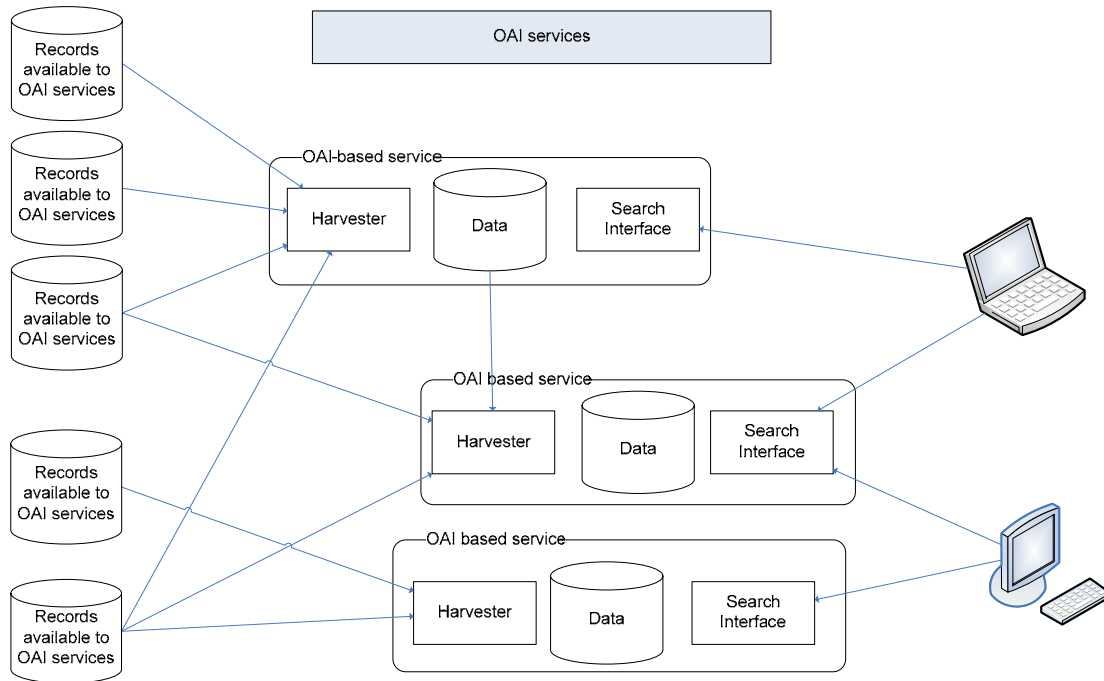 OAI services
Records
available to
OAI services
Records
available to
OAI services
Records
available to
OAI services
Records
available to
OAI services
Records
available to
OAI services
OAI-based service
Harvester
Data
Search
Interface
OAI based service
Harvester
Data
Search
Interface
OAI based service
Harvester
Data
Search
Interface